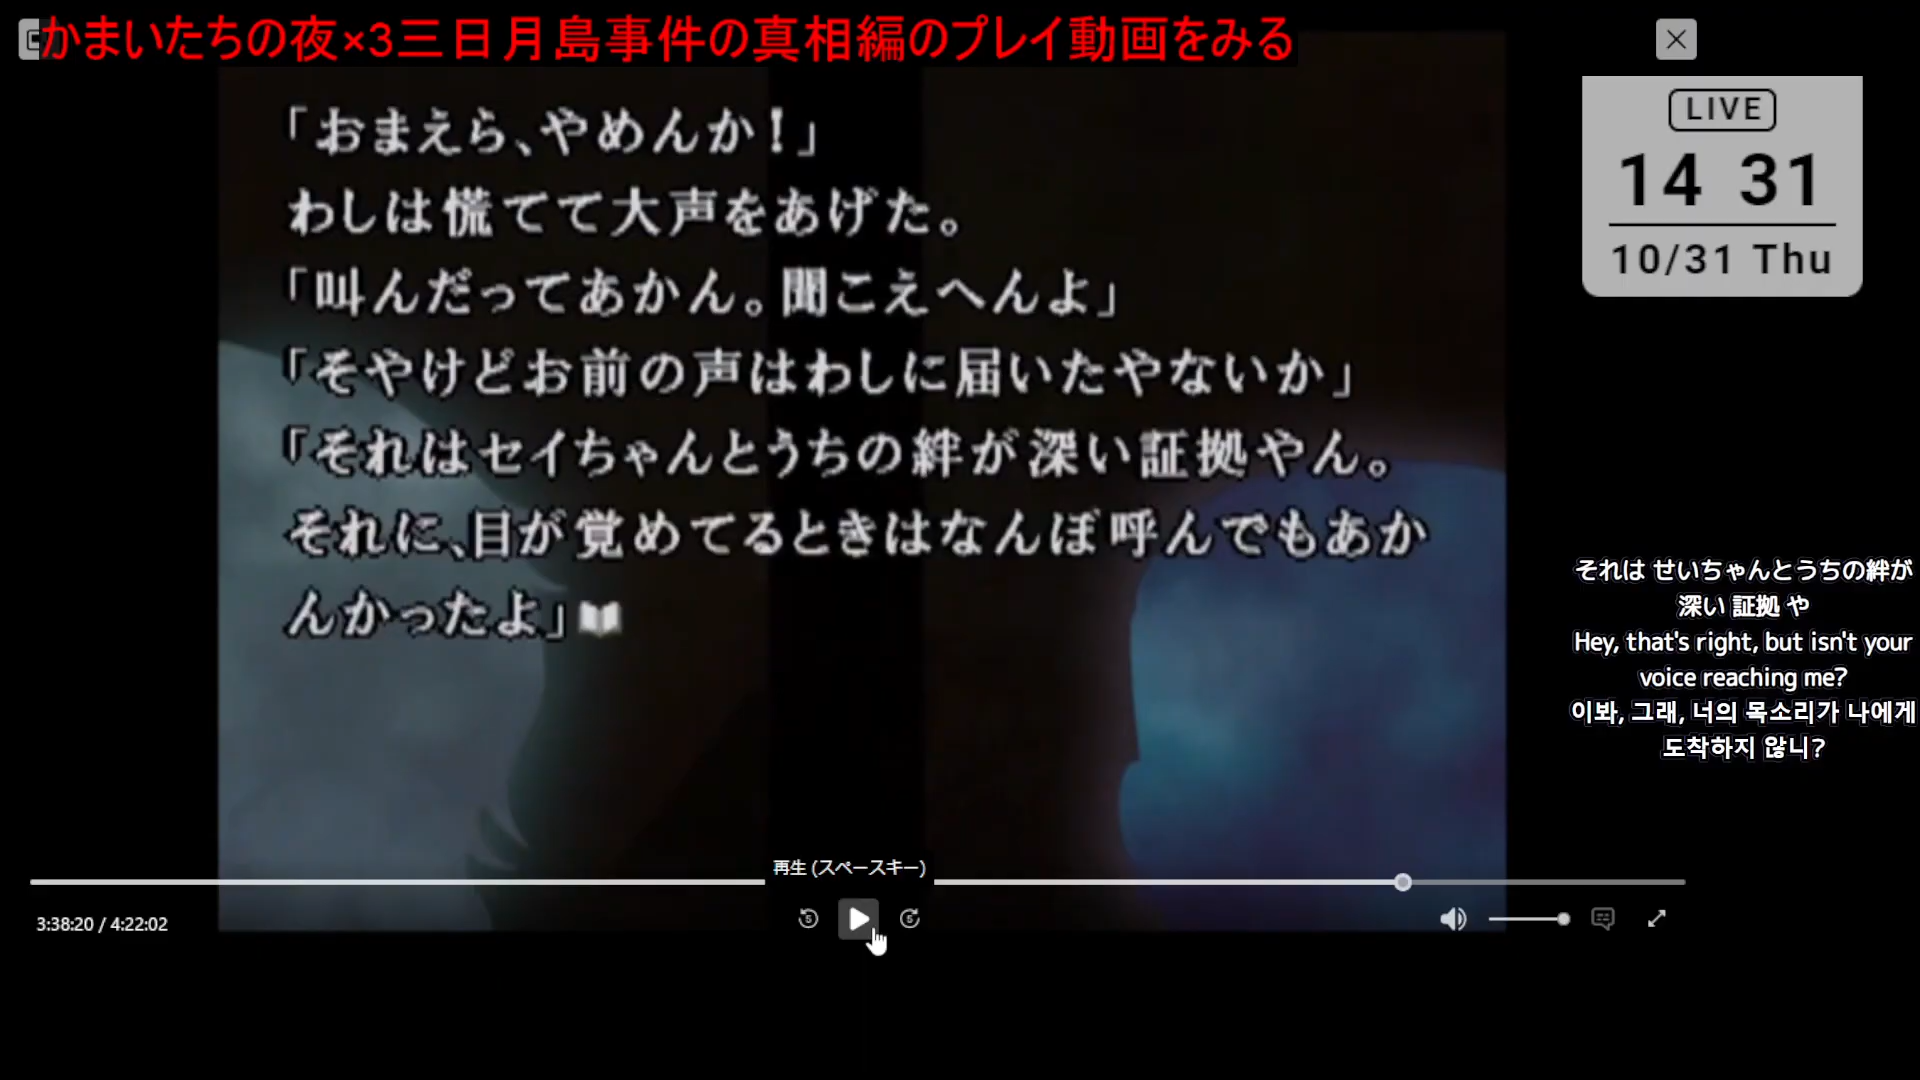 かまいたちの夜×3三日月島事件の真相編のプレイ動画をみる
LIVE
14 31
10/31 Thu
「おまえら、やめんか！」
わしは慌てて大声をあげた。
「叫んだってあかん。聞こえへんよ」
「そやけどお前の声はわしに届いたやないか」
「それはセイちゃんとうちの絆が深い証拠やん。
それに、目が覚めてるときはなんぼ呼んでもあか
んかったよ」
それは せいちゃんとうちの絆が
深い 証拠 や
Hey, that's right, but isn't your
voice reaching me?
이봐, 그래, 너의 목소리가 나에게
도착하지 않니?
再生 (スペースキー)
3:38:20 / 4:22:02
5
5